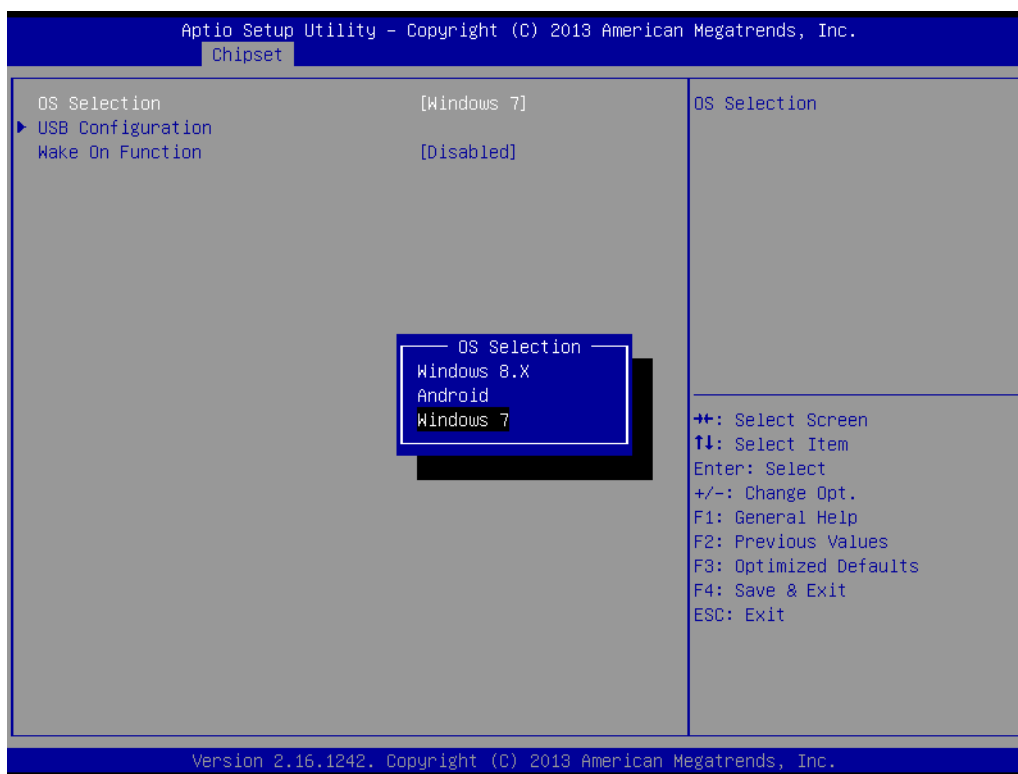 Aptio Setup Utility – Copyright (C) 2013 American Megatrends, Inc.
Chipset
OS Selection [Windows 7]
USB Configuration
Wake On Function [Disabled]
OS Selection
OS Selection
Windows 8.X
Android
Windows 7
→←: Select Screen
↑↓: Select Item
Enter: Select
+/-: Change Opt.
F1: General Help
F2: Previous Values
F3: Optimized Defaults
F4: Save & Exit
ESC: Exit
Version 2.16.1242. Copyright (C) 2013 American Megatrends, Inc.